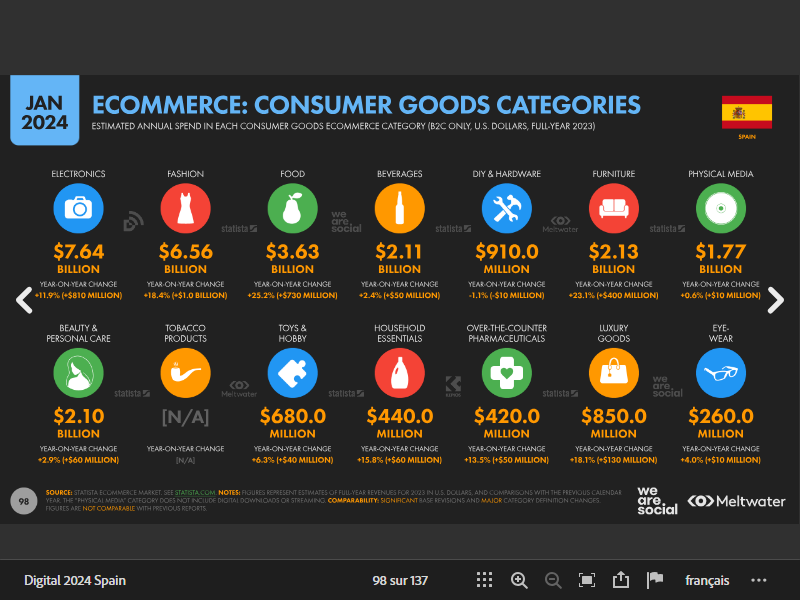 JAN
2024
ECOMMERCE: CONSUMER GOODS CATEGORIES
ESTIMATED ANNUAL SPEND IN EACH CONSUMER GOODS ECOMMERCE CATEGORY (B2C ONLY, U.S. DOLLARS, FULL-YEAR 2023)
SPAIN
ELECTRONICS FASHION FOOD BEVERAGES DIY & HARDWARE FURNITURE PHYSICAL MEDIA
statista we are social statista Meltwater statista
$7.64 $6.56 $3.63 $2.11 $910.0 $2.13 $1.77
BILLION BILLION BILLION BILLION MILLION BILLION BILLION
YEAR-ON-YEAR CHANGE YEAR-ON-YEAR CHANGE YEAR-ON-YEAR CHANGE YEAR-ON-YEAR CHANGE YEAR-ON-YEAR CHANGE YEAR-ON-YEAR CHANGE YEAR-ON-YEAR CHANGE
+11.9% (+$810 MILLION) +18.4% (+$1.0 BILLION) +25.2% (+$730 MILLION) +2.4% (+$50 MILLION) -1.1% (-$10 MILLION) +23.1% (+$400 MILLION) +0.6% (+$10 MILLION)
BEAUTY & TOBACCO TOYS & HOUSEHOLD OVER-THE-COUNTER LUXURY EYE-
PERSONAL CARE PRODUCTS HOBBY ESSENTIALS PHARMACEUTICALS GOODS WEAR
statista Meltwater statista KEPIOS statista we are social
$2.10 [N/A] $680.0 $440.0 $420.0 $850.0 $260.0
BILLION MILLION MILLION MILLION MILLION MILLION
YEAR-ON-YEAR CHANGE YEAR-ON-YEAR CHANGE YEAR-ON-YEAR CHANGE YEAR-ON-YEAR CHANGE YEAR-ON-YEAR CHANGE YEAR-ON-YEAR CHANGE YEAR-ON-YEAR CHANGE
+2.9% (+$60 MILLION) [N/A] +6.3% (+$40 MILLION) +15.8% (+$60 MILLION) +13.5% (+$50 MILLION) +18.1% (+$130 MILLION) +4.0% (+$10 MILLION)
98
SOURCE: STATISTA ECOMMERCE MARKET. SEE STATISTA.COM. NOTES: FIGURES REPRESENT ESTIMATES OF FULL-YEAR REVENUES FOR 2023 IN U.S. DOLLARS, AND COMPARISONS WITH THE PREVIOUS CALENDAR
YEAR. THE "PHYSICAL MEDIA" CATEGORY DOES NOT INCLUDE DIGITAL DOWNLOADS OR STREAMING. COMPARABILITY: SIGNIFICANT BASE REVISIONS AND MAJOR CATEGORY DEFINITION CHANGES.
FIGURES ARE NOT COMPARABLE WITH PREVIOUS REPORTS.
we
are.
social
Meltwater
Digital 2024 Spain
98 sur 137
français